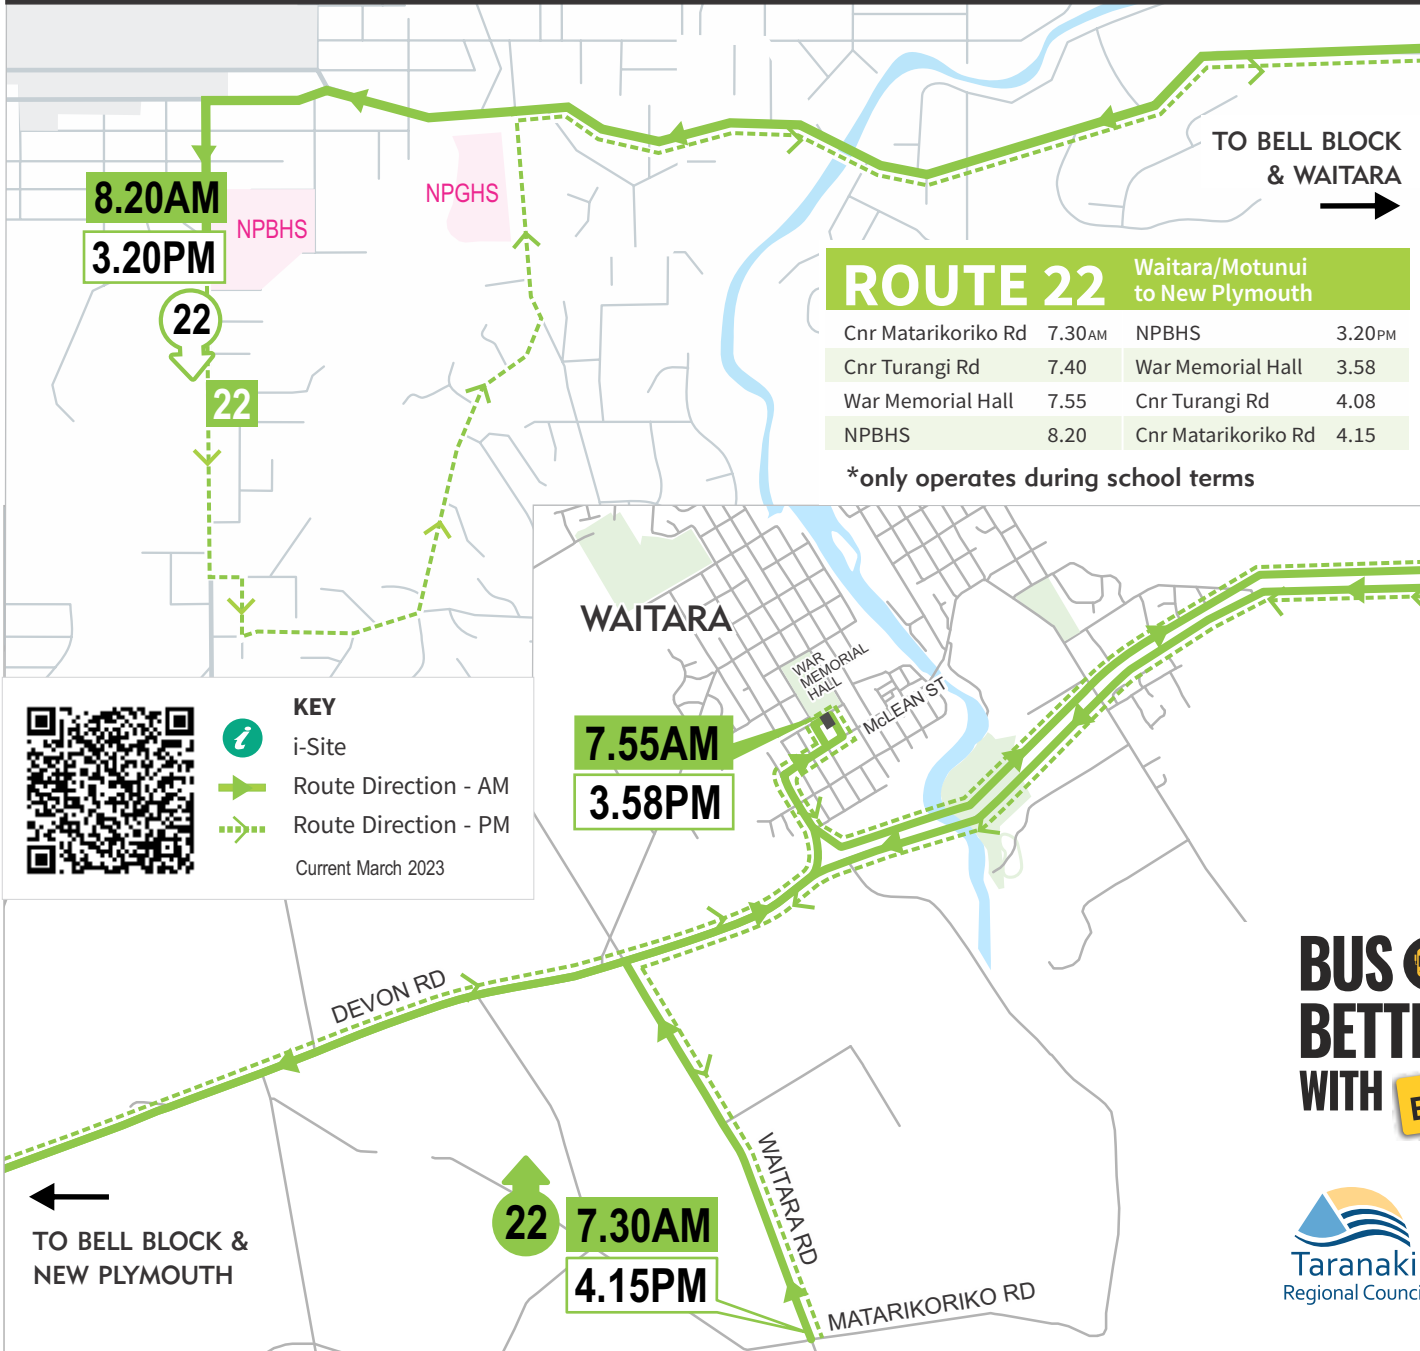 8.20AM
3.20PM
NPBHS
NPGHS
22
22
TO BELL BLOCK
& WAITARA
ROUTE 22
Waitara/Motunui
to New Plymouth
Cnr Matarikoriko Rd 7.30AM NPBHS 3.20PM
Cnr Turangi Rd 7.40 War Memorial Hall 3.58
War Memorial Hall 7.55 Cnr Turangi Rd 4.08
NPBHS 8.20 Cnr Matarikoriko Rd 4.15
*only operates during school terms
WAITARA
WAR
MEMORIAL
HALL
McLEAN ST
7.55AM
3.58PM
KEY
i
i-Site
Route Direction - AM
Route Direction - PM
Current March 2023
DEVON RD
WAITARA RD
22
7.30AM
4.15PM
MATARIKORIKO RD
TO BELL BLOCK &
NEW PLYMOUTH
BUS
BETTE
WITH
Taranaki
Regional Counci